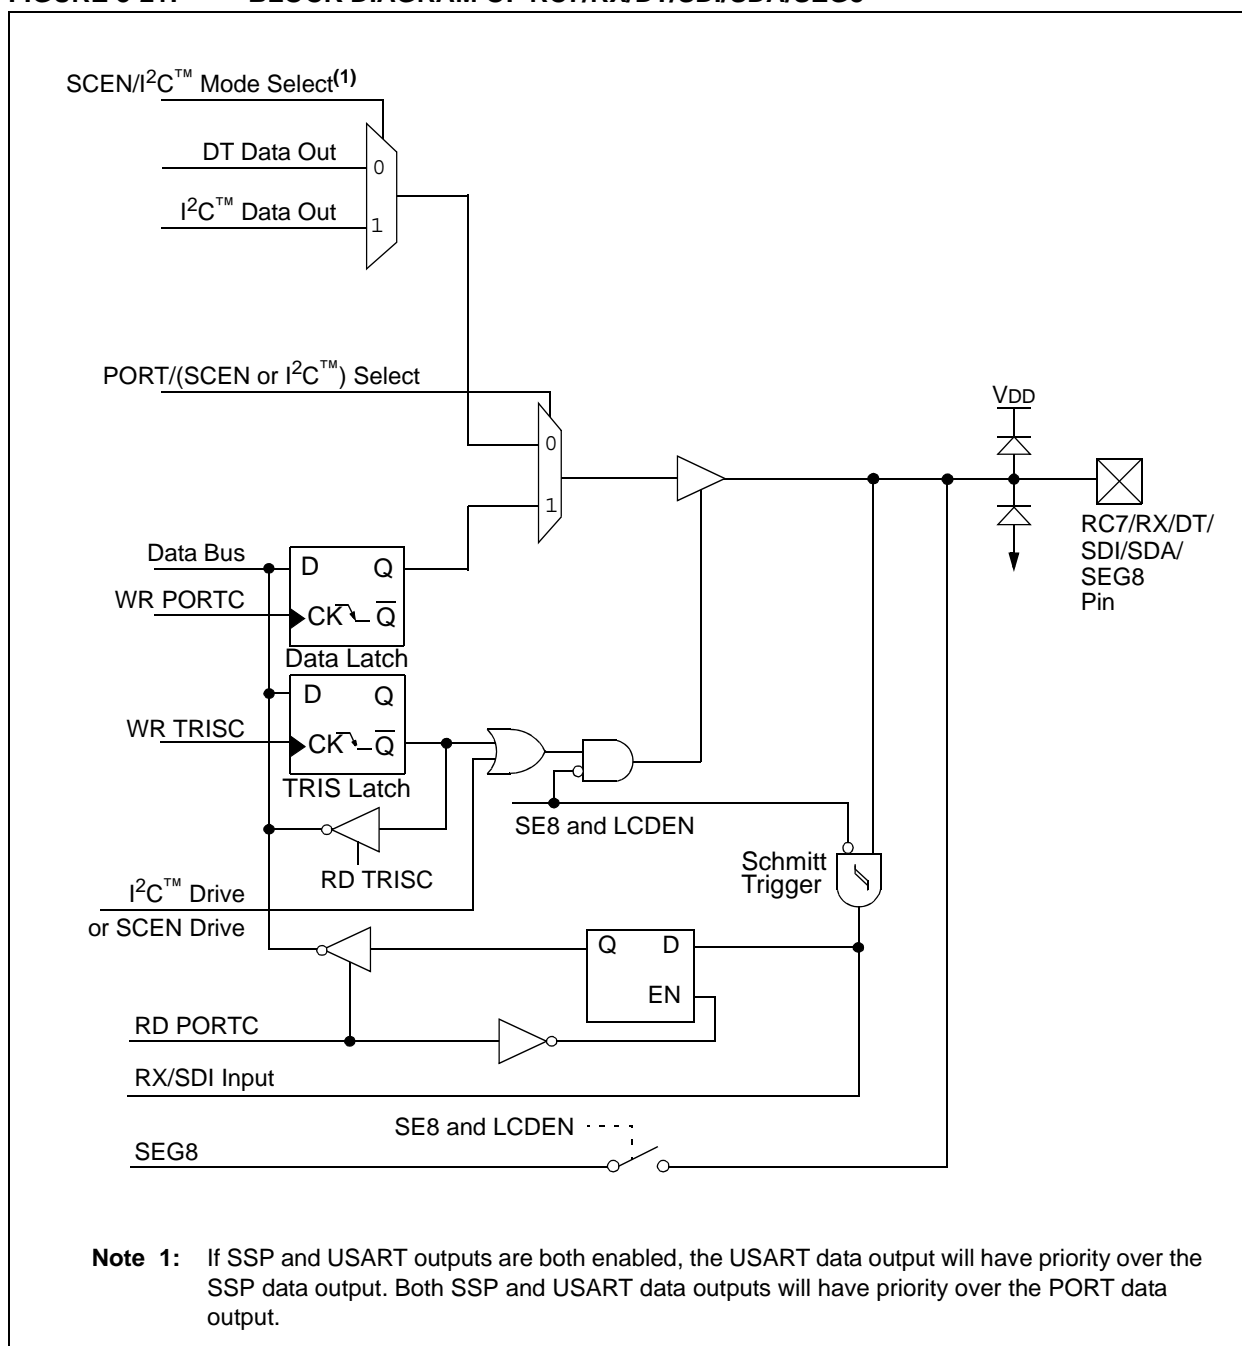 SCEN/I2C™ Mode Select(1)
DT Data Out
0
I2C™ Data Out
1
PORT/(SCEN or I2C™) Select
VDD
0
1
RC7/RX/DT/
SDI/SDA/
SEG8
Pin
Data Bus
D Q
WR PORTC
CK Q̅
Data Latch
D Q
WR TRISC
CK Q̅
TRIS Latch
SE8 and LCDEN
RD TRISC
Schmitt
Trigger
I2C™ Drive
or SCEN Drive
Q D
EN
RD PORTC
RX/SDI Input
SE8 and LCDEN
SEG8
Note 1: If SSP and USART outputs are both enabled, the USART data output will have priority over the
SSP data output. Both SSP and USART data outputs will have priority over the PORT data
output.